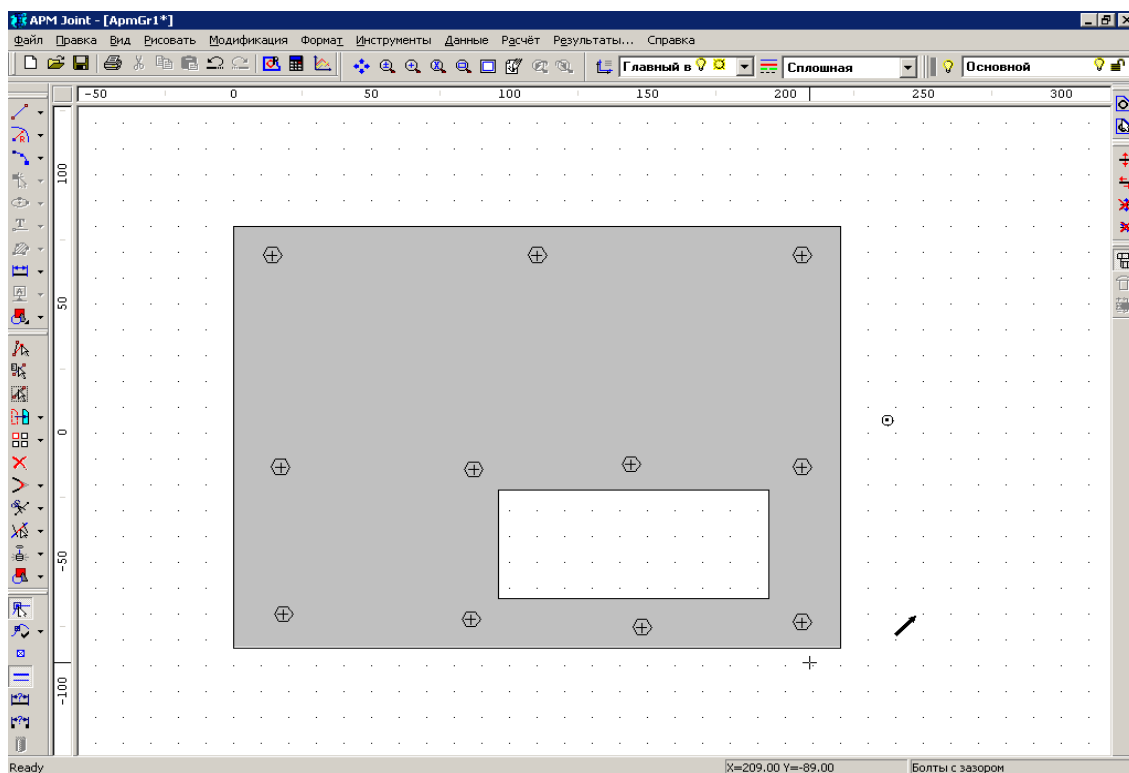 APM Joint - [ApmGr1*]
Файл Правка Вид Рисовать Модификация Формат Инструменты Данные Расчёт Результаты... Справка
Главный в Сплошная Основной
-50 0 50 100 150 200 250 300
100
50
0
-50
-100
Ready X=209.00 Y=-89.00 Болты с зазором